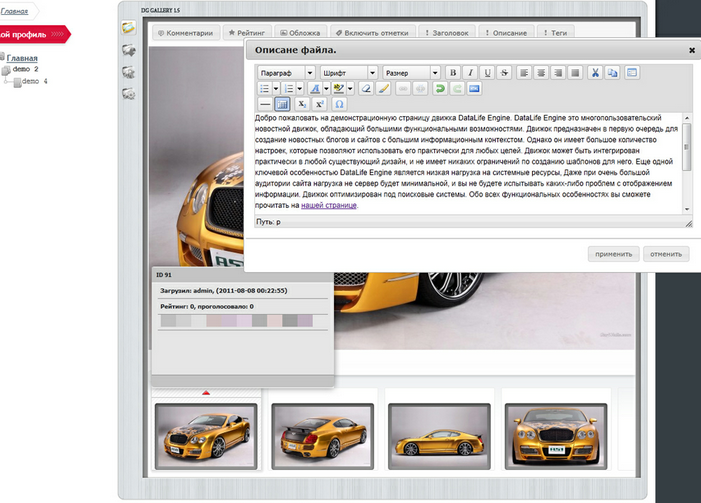 Главная
DG GALLERY 1.5
ой профиль
Комментарии
Рейтинг
Обложка
Включить отметки
Заголовок
Описание
Теги
Описане файла.
Главная
demo 2
demo 4
Параграф
Шрифт
Размер
B I U S
Добро пожаловать на демонстрационную страницу движка DataLife Engine. DataLife Engine это многопользовательский
новостной движок, обладающий большими функциональными возможностями. Движок предназначен в первую очередь для
создание новостных блогов и сайтов с большим информационным контекстом. Однако он имеет большое количество
настроек, которые позволяют использовать его практически для любых целей. Движок может быть интегрирован
практически в любой существующий дизайн, и не имеет никаких ограничений по созданию шаблонов для него. Еще одной
ключевой особенностью DataLife Engine является низкая нагрузка на системные ресурсы, Даже при очень большой
аудитории сайта нагрузка не сервер будет минимальной, и вы не будете испытывать каких-либо проблем с отображением
информации. Движок оптимизирован под поисковые системы. Обо всех функциональных особенностях вы сможете
прочитать на нашей странице.
Путь: p
применить
отменить
ID 91
Загрузил: admin, (2011-08-08 00:22:55)
Рейтинг: 0, проголосовало: 0